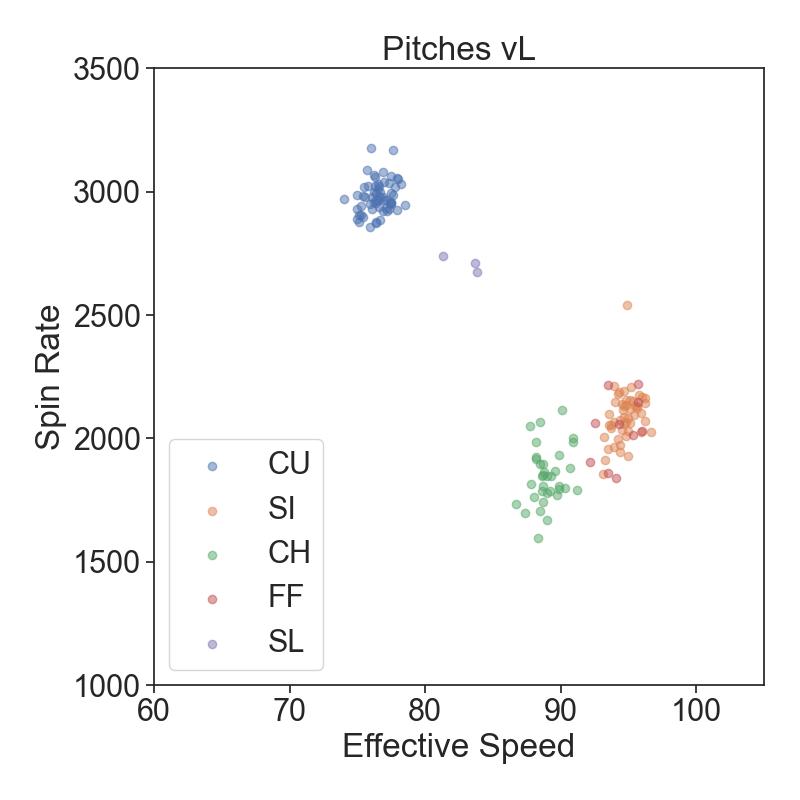 Pitches vL
Spin Rate
3500
3000
2500
2000
1500
1000
CU
SI
CH
FF
SL
60 70 80 90 100
Effective Speed